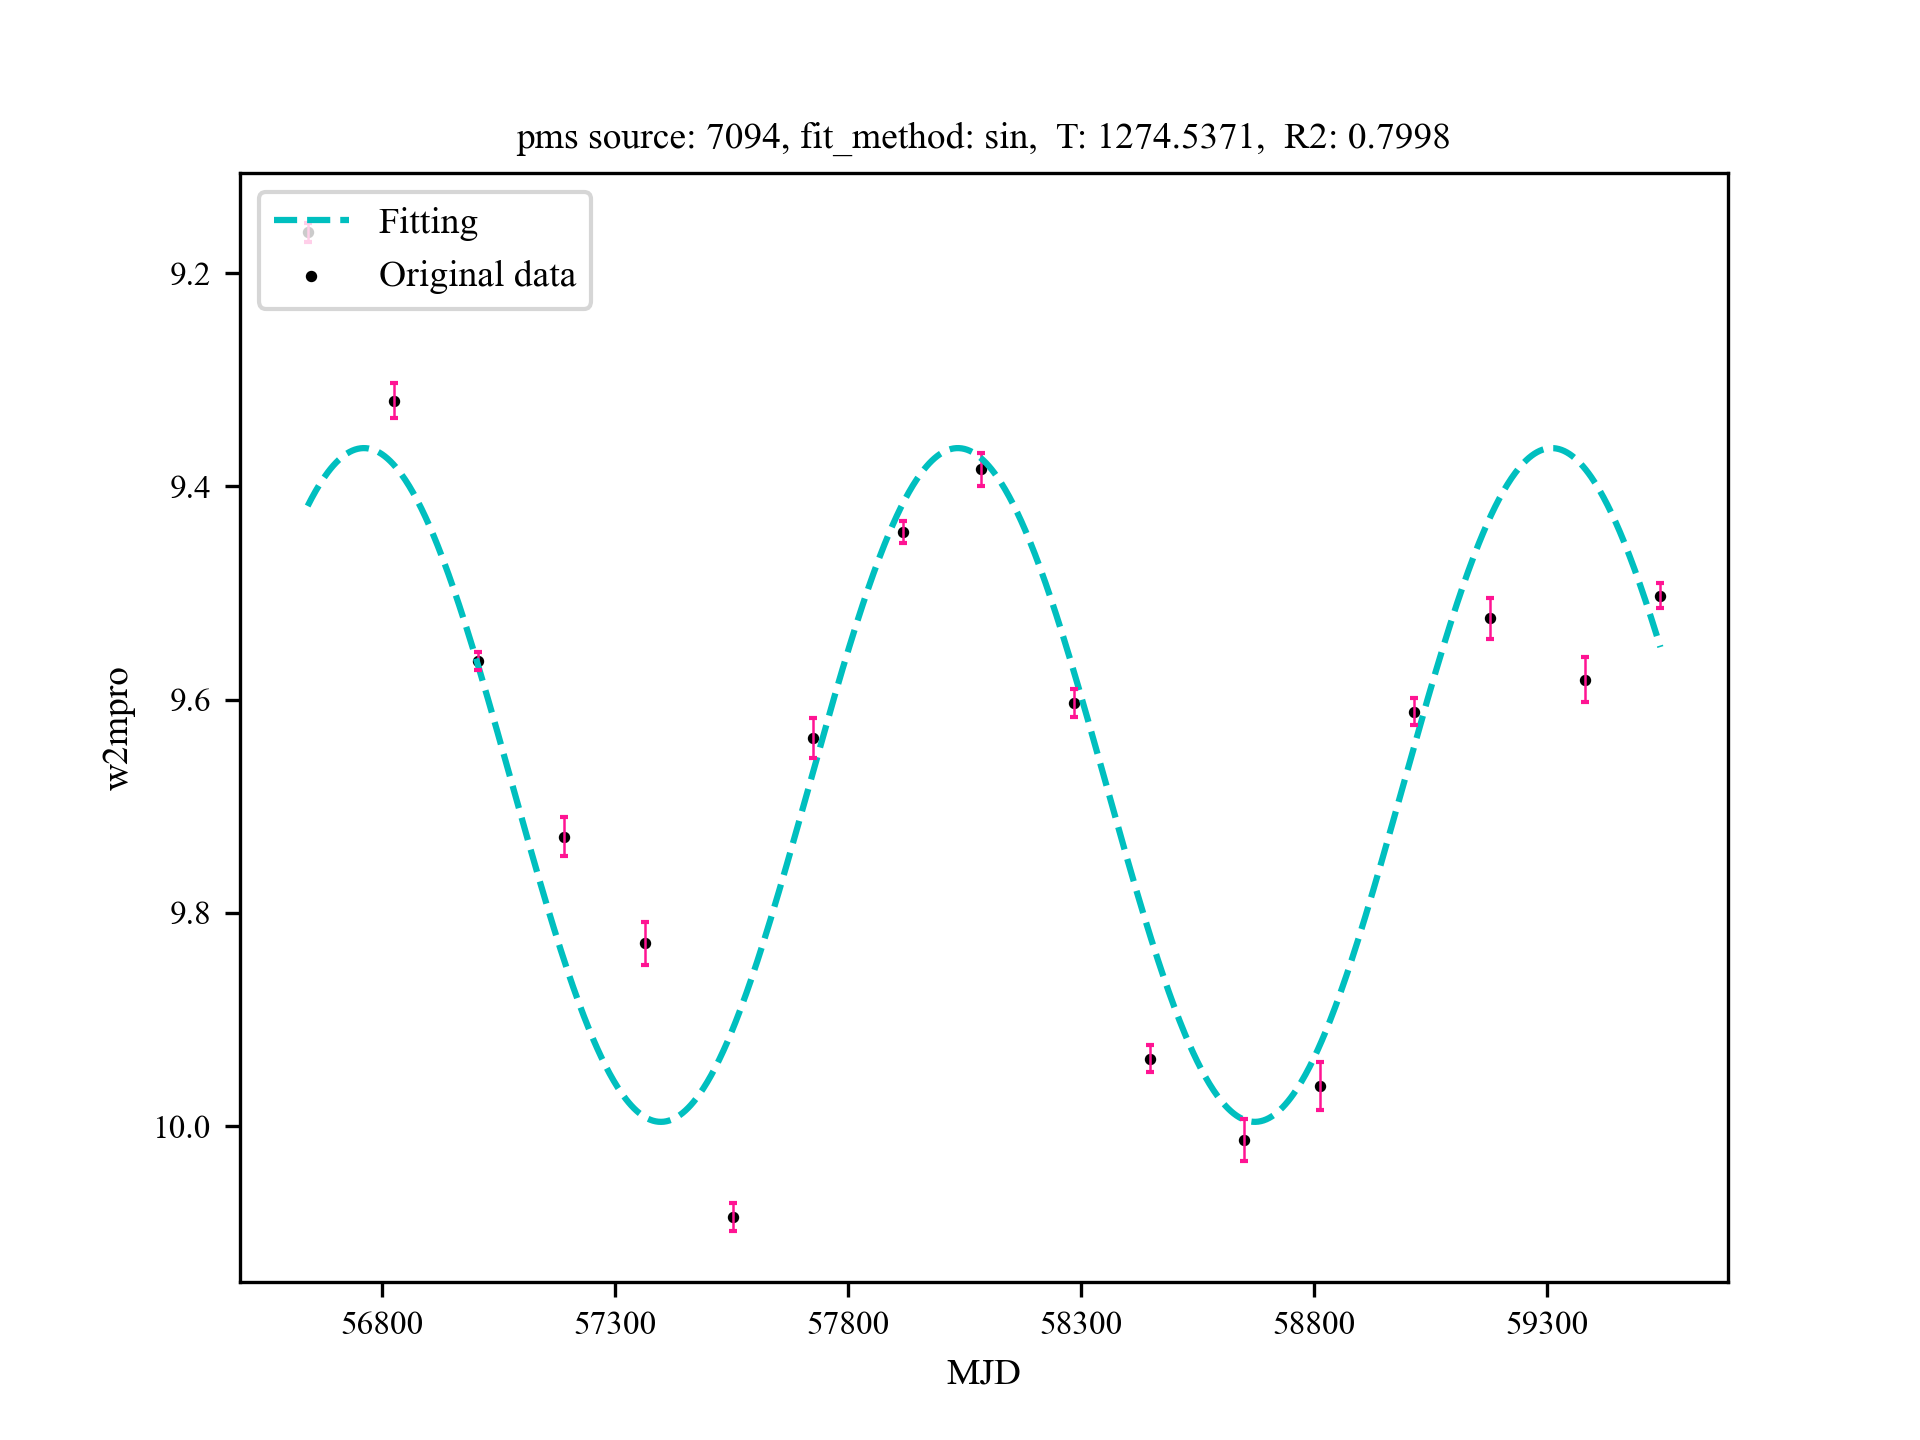 pms source: 7094, fit_method: sin,  T: 1274.5371,  R2: 0.7998
Fitting
Original data
9.2
9.4
9.6
9.8
10.0
w2mpro
56800 57300 57800 58300 58800 59300
MJD